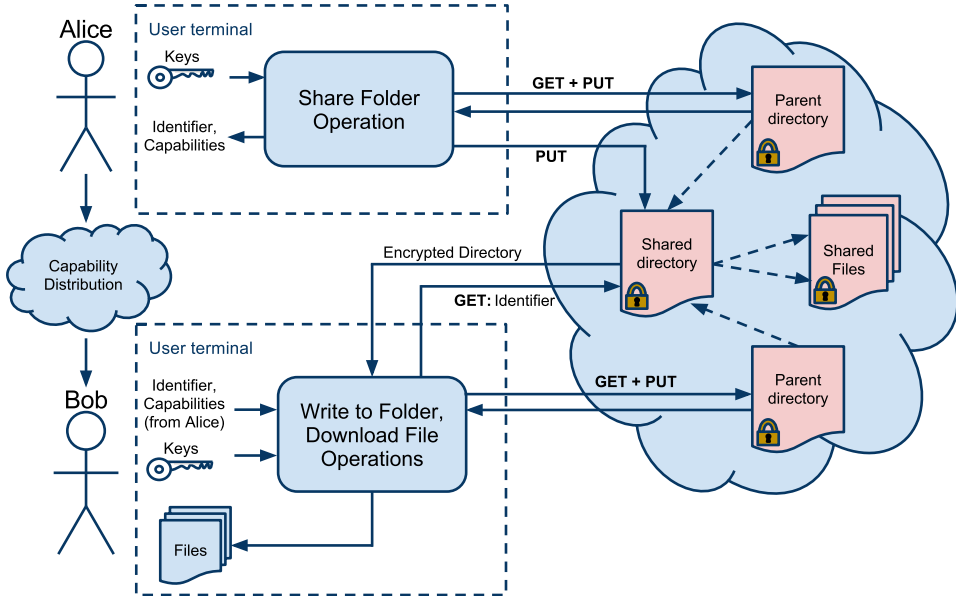 Alice
User terminal
Keys
Identifier,
Capabilities
Share Folder
Operation
GET + PUT
PUT
Parent
directory
Shared
directory
Shared
Files
Capability
Distribution
Encrypted Directory
GET: Identifier
Bob
User terminal
Identifier,
Capabilities
(from Alice)
Keys
Write to Folder,
Download File
Operations
GET + PUT
Parent
directory
Files